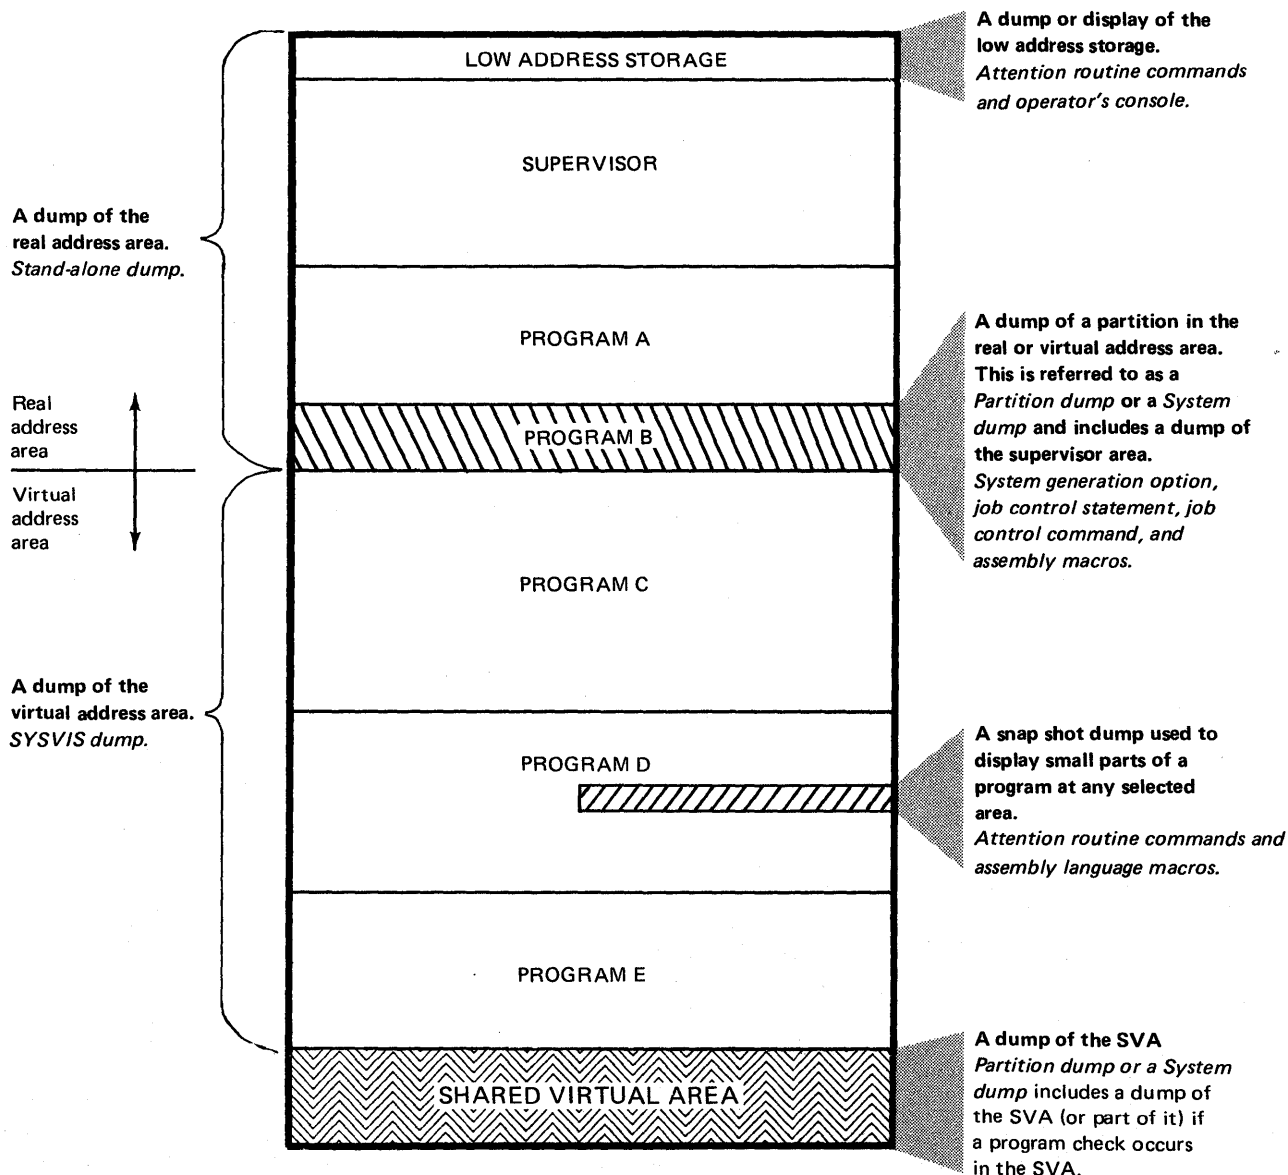 A dump or display of the
low address storage.
Attention routine commands
and operator's console.
LOW ADDRESS STORAGE
SUPERVISOR
A dump of the
real address area.
Stand-alone dump.
PROGRAM A
A dump of a partition in the
real or virtual address area.
This is referred to as a
Partition dump or a System
dump and includes a dump of
the supervisor area.
System generation option,
job control statement, job
control command, and
assembly macros.
Real
address
area
PROGRAM B
Virtual
address
area
PROGRAM C
A dump of the
virtual address area.
SYSVIS dump.
PROGRAM D
A snap shot dump used to
display small parts of a
program at any selected
area.
Attention routine commands and
assembly language macros.
PROGRAM E
SHARED VIRTUAL AREA
A dump of the SVA
Partition dump or a System
dump includes a dump of
the SVA (or part of it) if
a program check occurs
in the SVA.